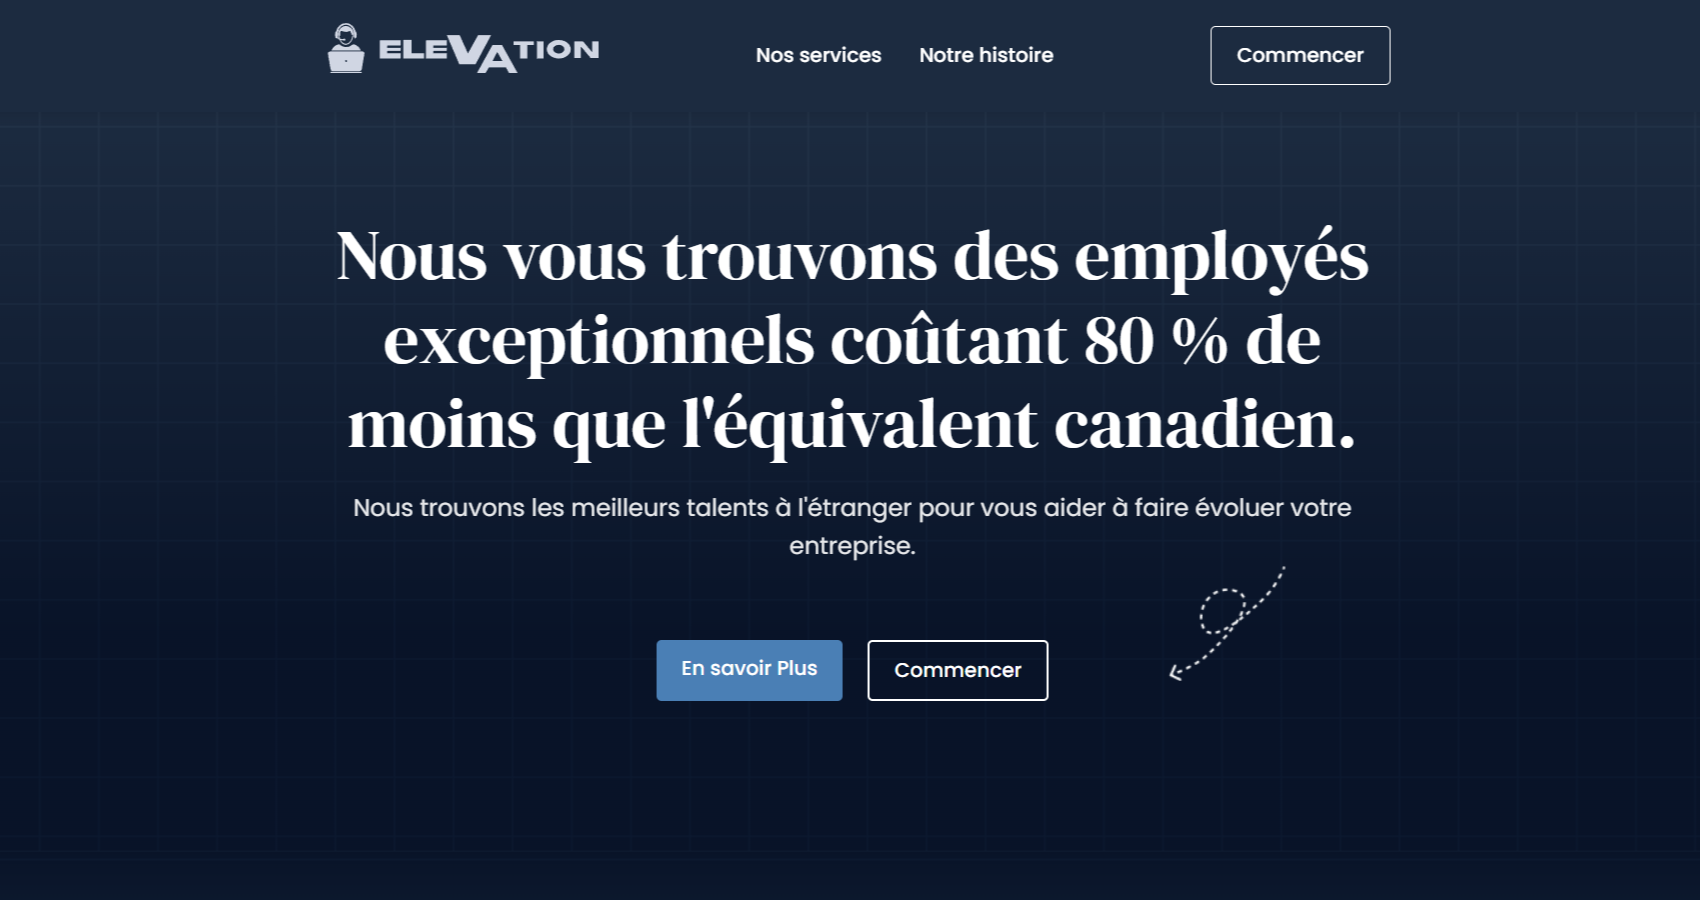 ELEVATION
Nos services
Notre histoire
Commencer
Nous vous trouvons des employés
exceptionnels coûtant 80 % de
moins que l'équivalent canadien.
Nous trouvons les meilleurs talents à l'étranger pour vous aider à faire évoluer votre
entreprise.
En savoir Plus
Commencer